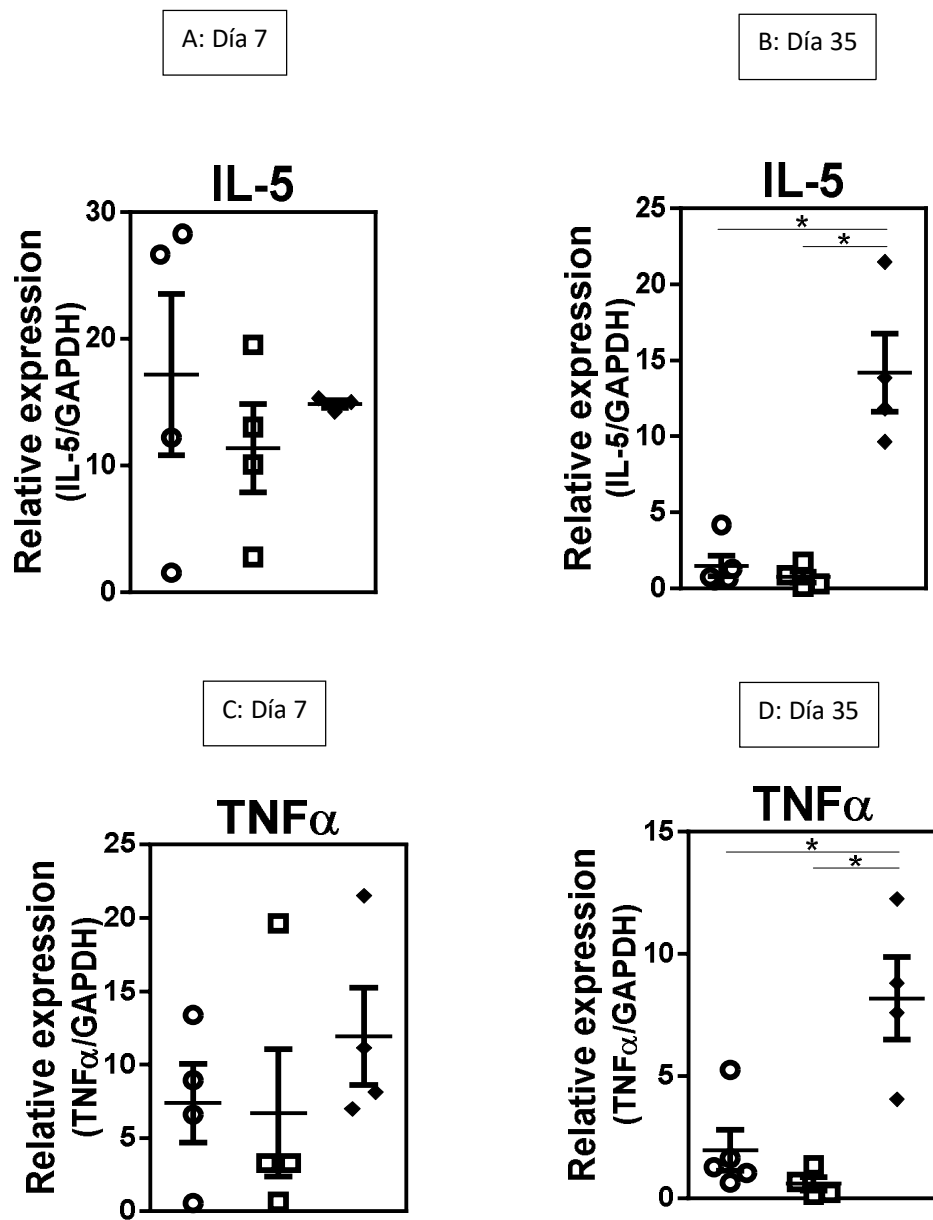 A: Día 7
B: Día 35
IL-5
Relative expression
(IL-5/GAPDH)
30
20
10
0
IL-5
Relative expression
(IL-5/GAPDH)
25
20
15
10
5
0
*
*
C: Día 7
D: Día 35
TNFα
Relative expression
(TNFα/GAPDH)
25
20
15
10
5
0
TNFα
Relative expression
(TNFα/GAPDH)
15
10
5
0
*
*